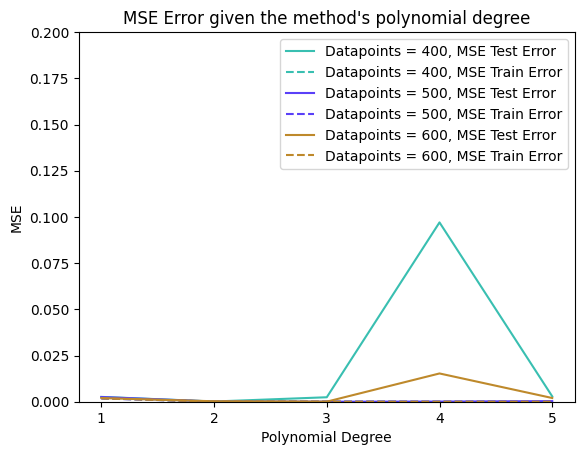 MSE Error given the method's polynomial degree
0.200
0.175
0.150
0.125
0.100
0.075
0.050
0.025
0.000
MSE
Datapoints = 400, MSE Test Error
Datapoints = 400, MSE Train Error
Datapoints = 500, MSE Test Error
Datapoints = 500, MSE Train Error
Datapoints = 600, MSE Test Error
Datapoints = 600, MSE Train Error
1 2 3 4 5
Polynomial Degree